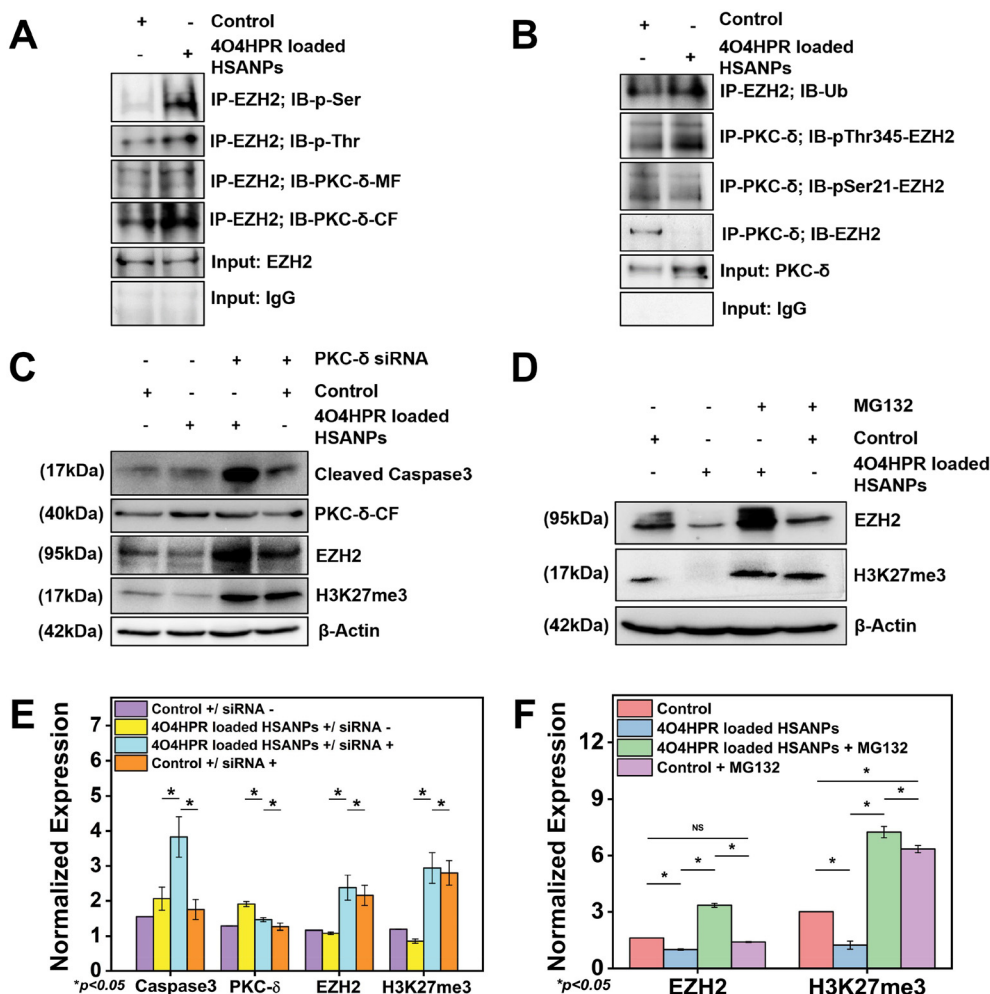 A
+ - Control
- + 4O4HPR loaded
HSANPs
IP-EZH2; IB-p-Ser
IP-EZH2; IB-p-Thr
IP-EZH2; IB-PKC-δ-MF
IP-EZH2; IB-PKC-δ-CF
Input: EZH2
Input: IgG
B
+ - Control
- + 4O4HPR loaded
HSANPs
IP-EZH2; IB-Ub
IP-PKC-δ; IB-pThr345-EZH2
IP-PKC-δ; IB-pSer21-EZH2
IP-PKC-δ; IB-EZH2
Input: PKC-δ
Input: IgG
C
- - + + PKC-δ siRNA
+ - - + Control
- + + - 4O4HPR loaded
HSANPs
(17kDa) Cleaved Caspase3
(40kDa) PKC-δ-CF
(95kDa) EZH2
(17kDa) H3K27me3
(42kDa) β-Actin
D
- - + + MG132
+ - - + Control
- + + - 4O4HPR loaded
HSANPs
(95kDa) EZH2
(17kDa) H3K27me3
(42kDa) β-Actin
E
Normalized Expression
7
6
5
4
3
2
1
0
Control +/ siRNA -
4O4HPR loaded HSANPs +/ siRNA -
4O4HPR loaded HSANPs +/ siRNA +
Control +/ siRNA +
* * * * * * * *
*p<0.05 Caspase3 PKC-δ EZH2 H3K27me3
F
Normalized Expression
12
9
6
3
0
Control
4O4HPR loaded HSANPs
4O4HPR loaded HSANPs + MG132
Control + MG132
NS
* * *
* * * *
*p<0.05 EZH2 H3K27me3